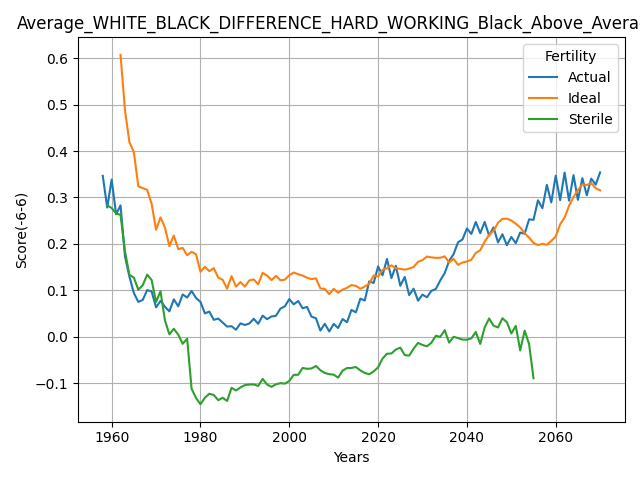 Average_WHITE_BLACK_DIFFERENCE_HARD_WORKING_Black_Above_Avera
Score(-6-6)
0.6
0.5
0.4
0.3
0.2
0.1
0.0
−0.1
Fertility
Actual
Ideal
Sterile
1960 1980 2000 2020 2040 2060
Years